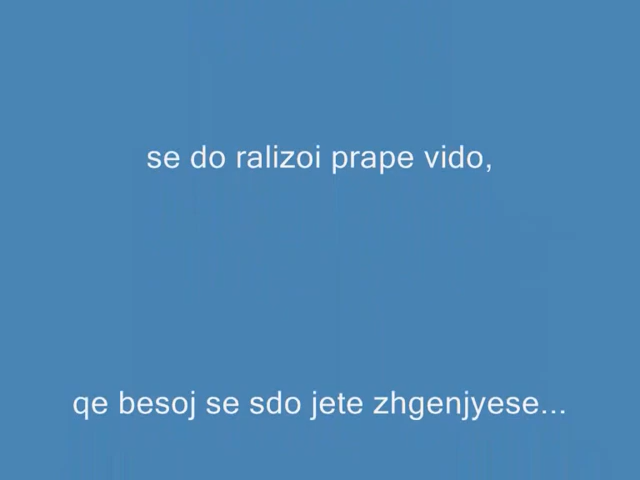 se do ralizoi prape vido,
qe besoj se sdo jete zhgenjyese...